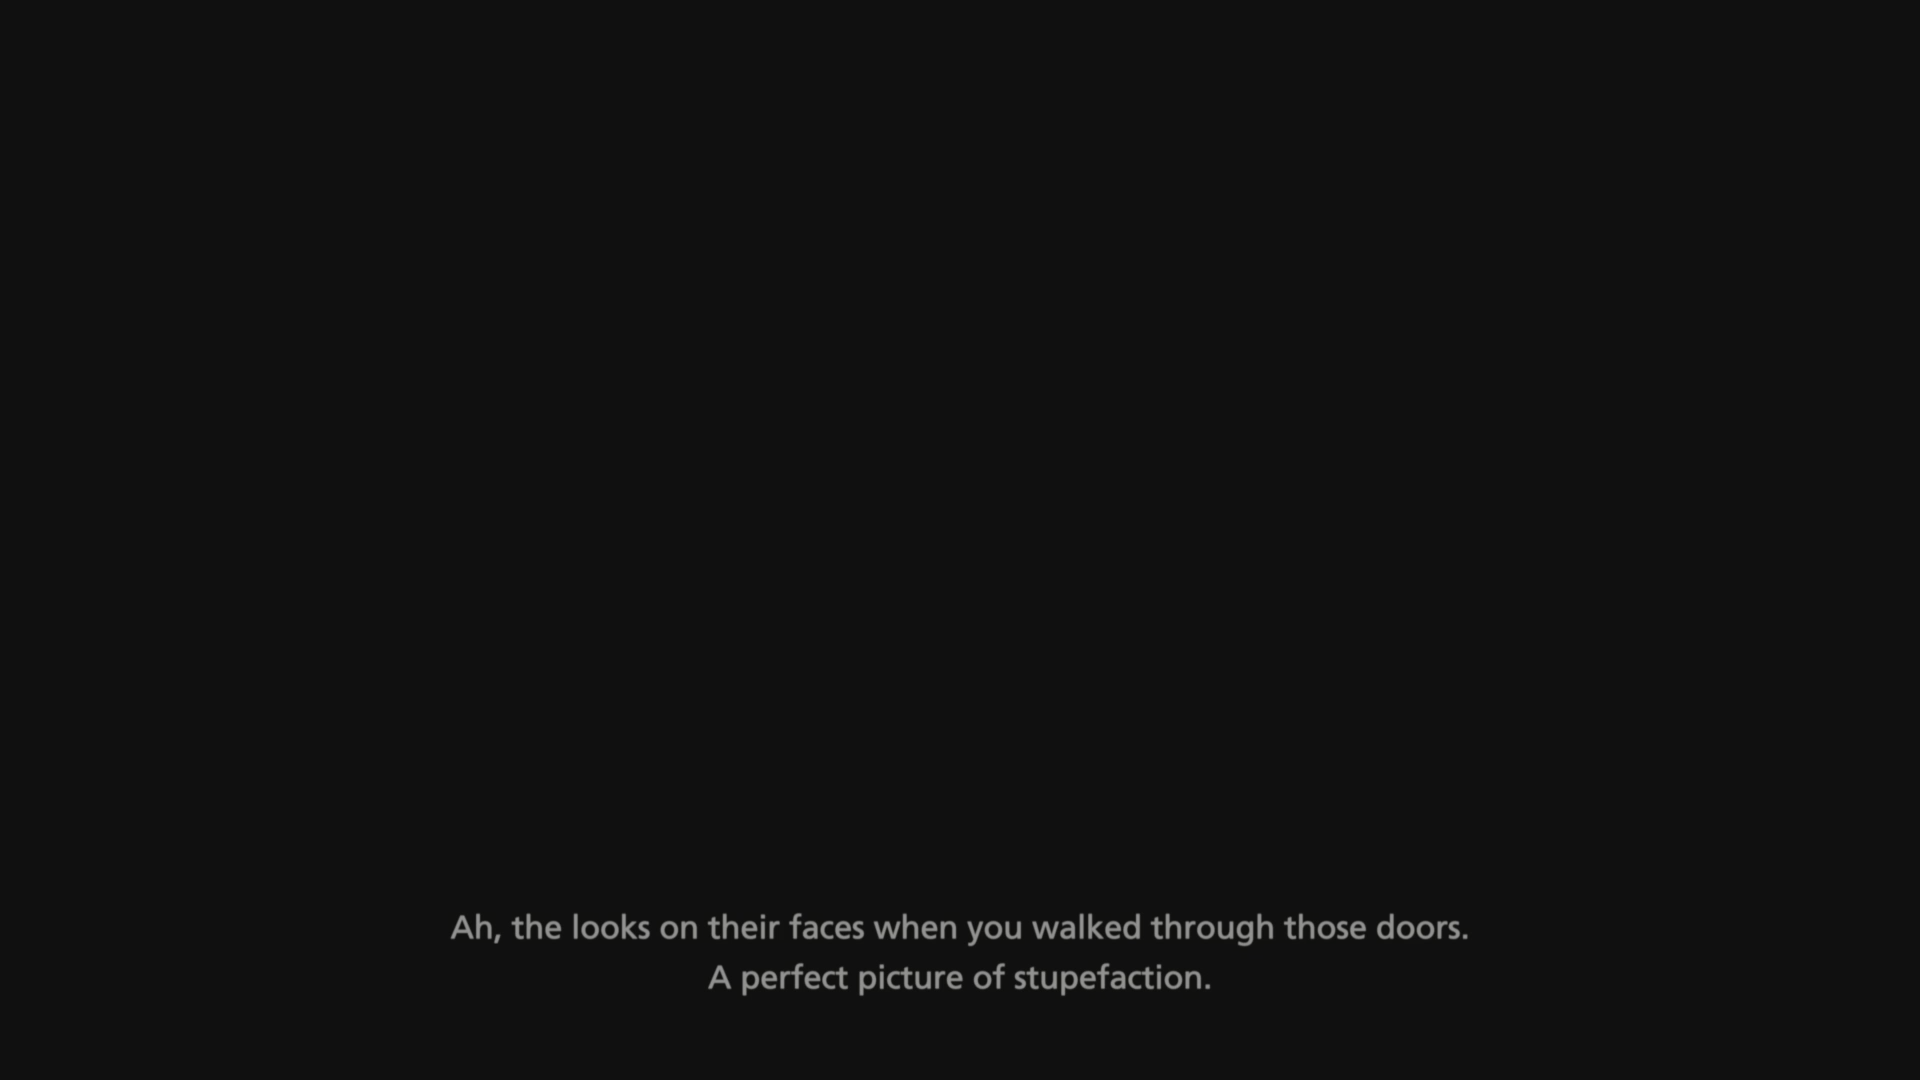 Ah, the looks on their faces when you walked through those doors.
A perfect picture of stupefaction.